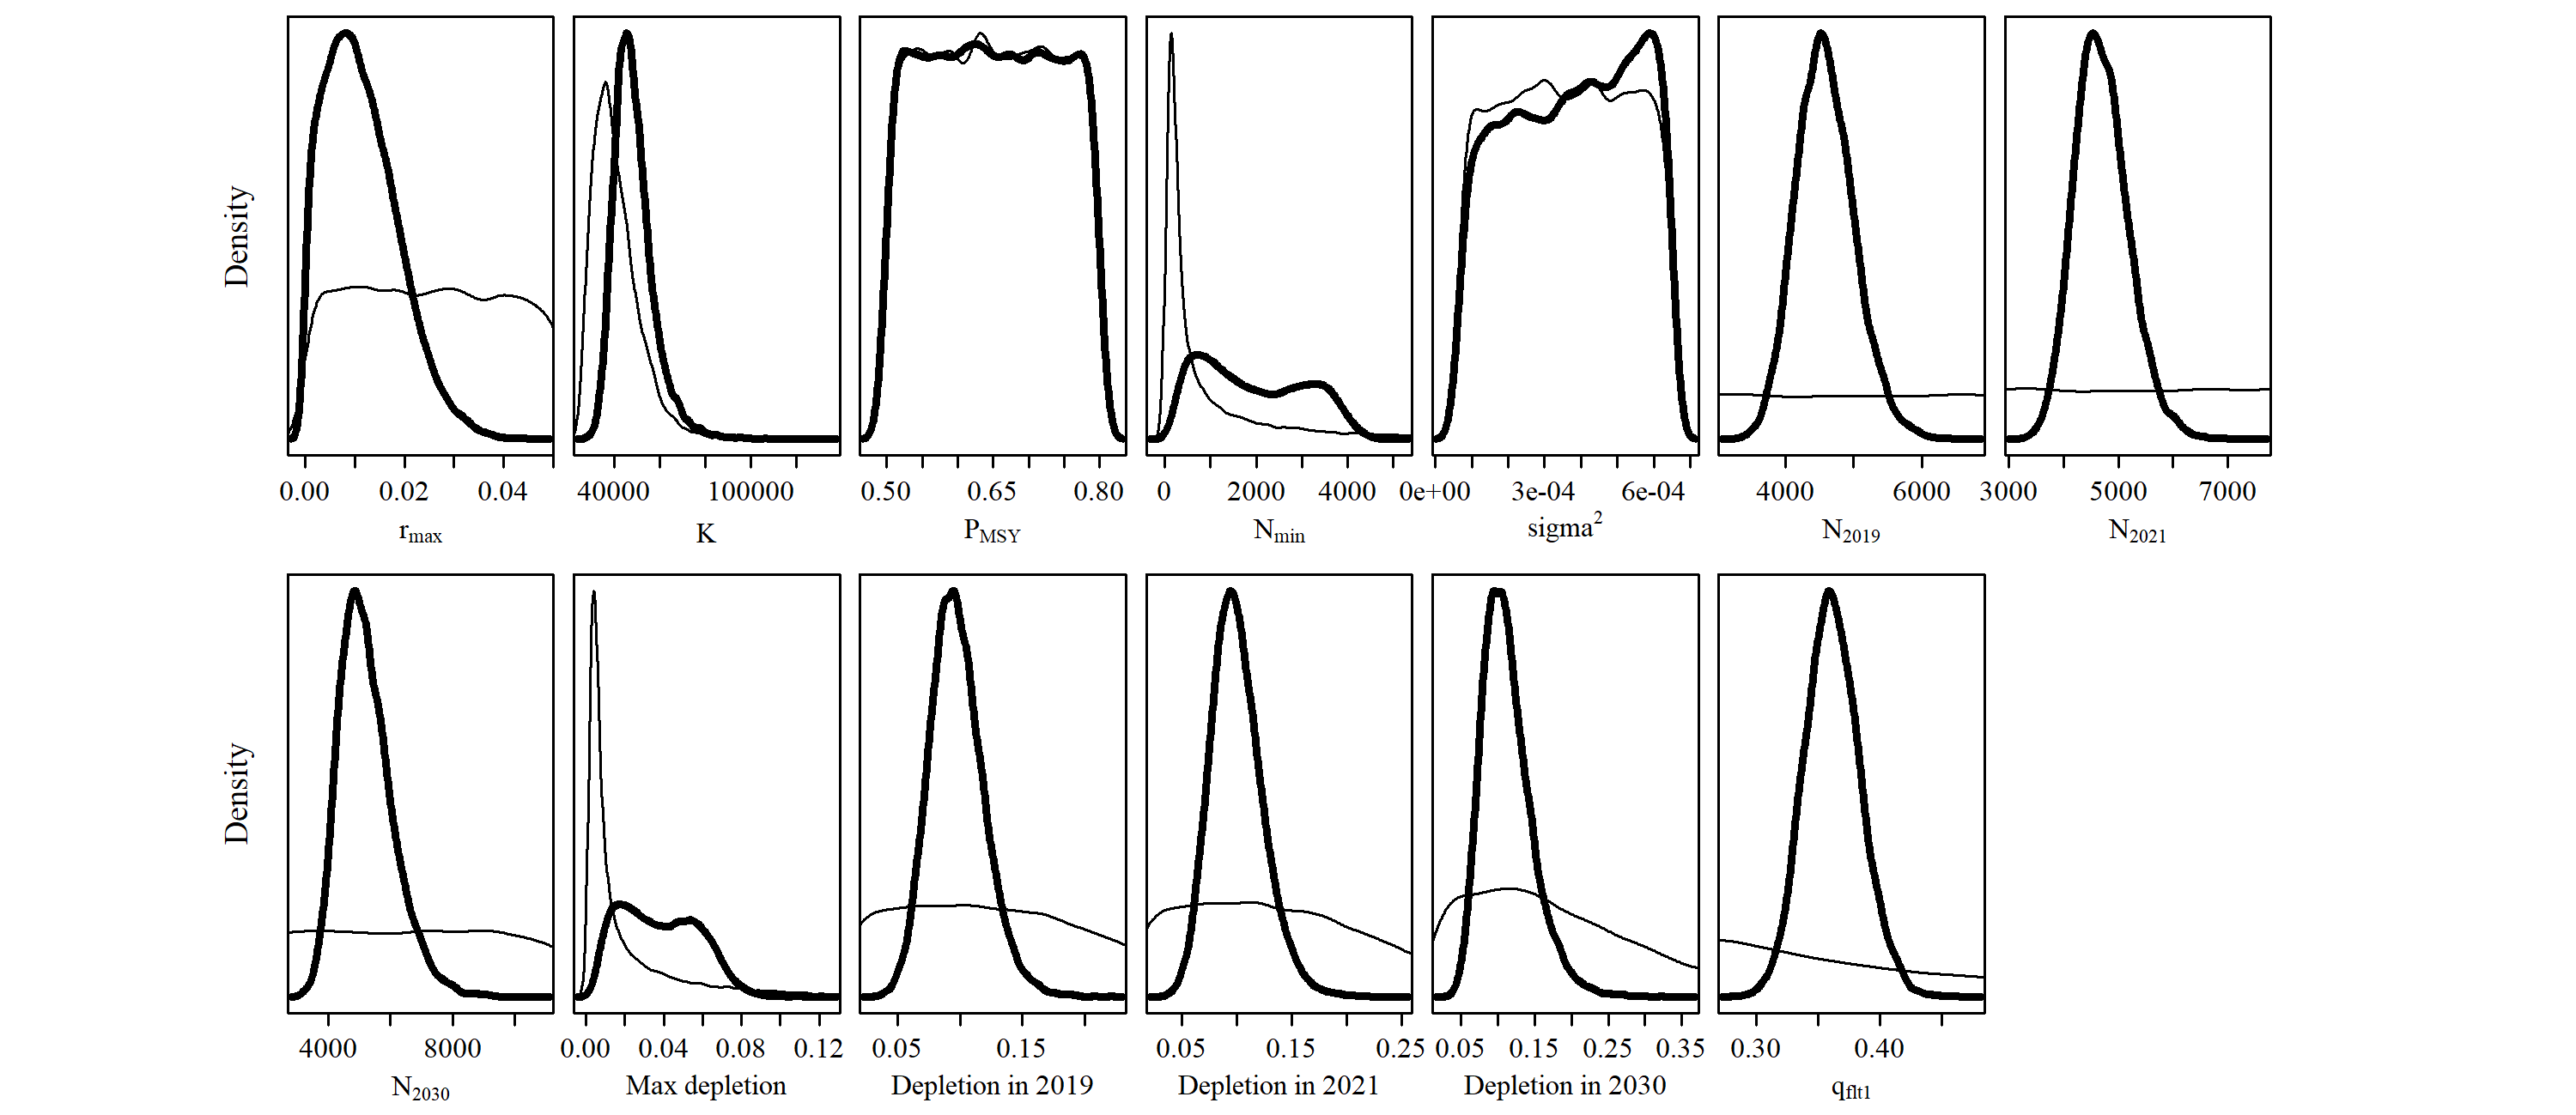 Density
0.00 0.02 0.04
r_max
40000 100000
K
0.50 0.65 0.80
P_MSY
0 2000 4000
N_min
0e+00 3e-04 6e-04
sigma²
4000 6000
N_2019
3000 5000 7000
N_2021
Density
4000 8000
N_2030
0.00 0.04 0.08 0.12
Max depletion
0.05 0.15
Depletion in 2019
0.05 0.15 0.25
Depletion in 2021
0.05 0.15 0.25 0.35
Depletion in 2030
0.30 0.40
q_flt1